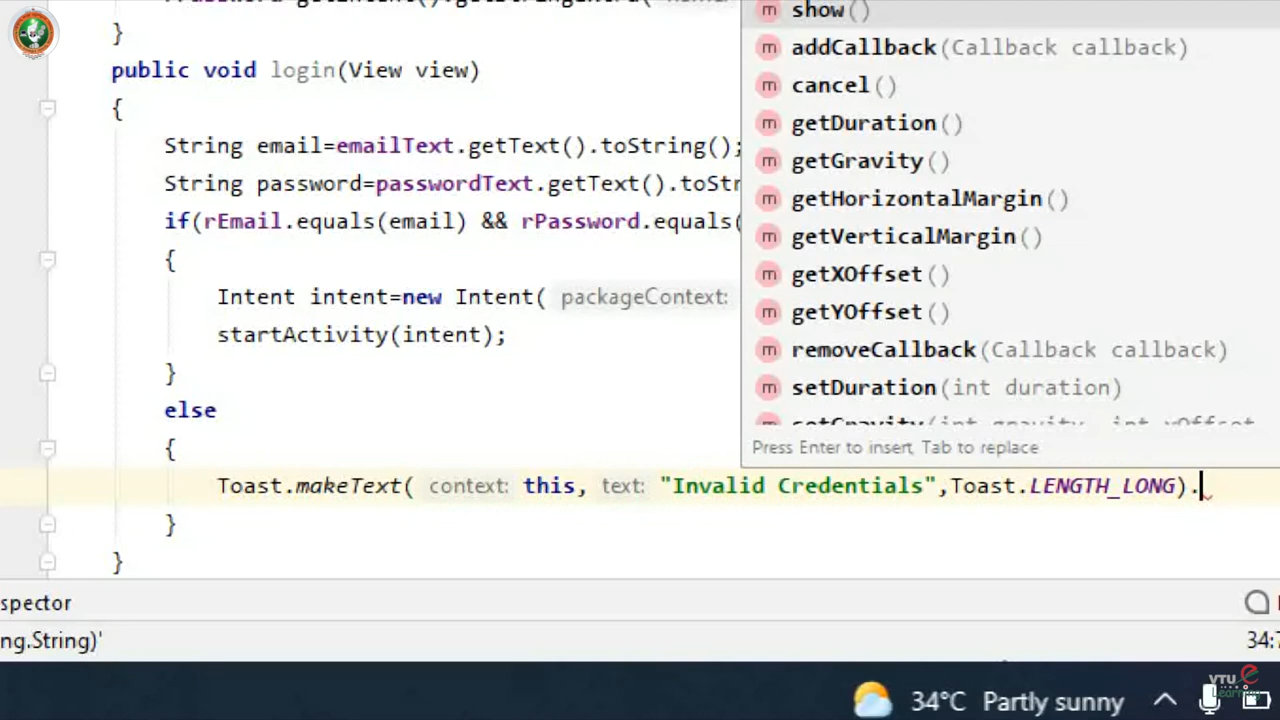 }
public void login(View view)
{
String email=emailText.getText().toString();
String password=passwordText.getText().toStr
if(rEmail.equals(email) && rPassword.equals(
{
Intent intent=new Intent( packageContext:
startActivity(intent);
}
else
{
Toast.makeText( context: this, text: "Invalid Credentials",Toast.LENGTH_LONG).
}
}
m show()
m addCallback(Callback callback)
m cancel()
m getDuration()
m getGravity()
m getHorizontalMargin()
m getVerticalMargin()
m getXOffset()
m getYOffset()
m removeCallback(Callback callback)
m setDuration(int duration)
Press Enter to insert, Tab to replace
spector
ng.String)'
34:
34°C Partly sunny
VTU e
Learning